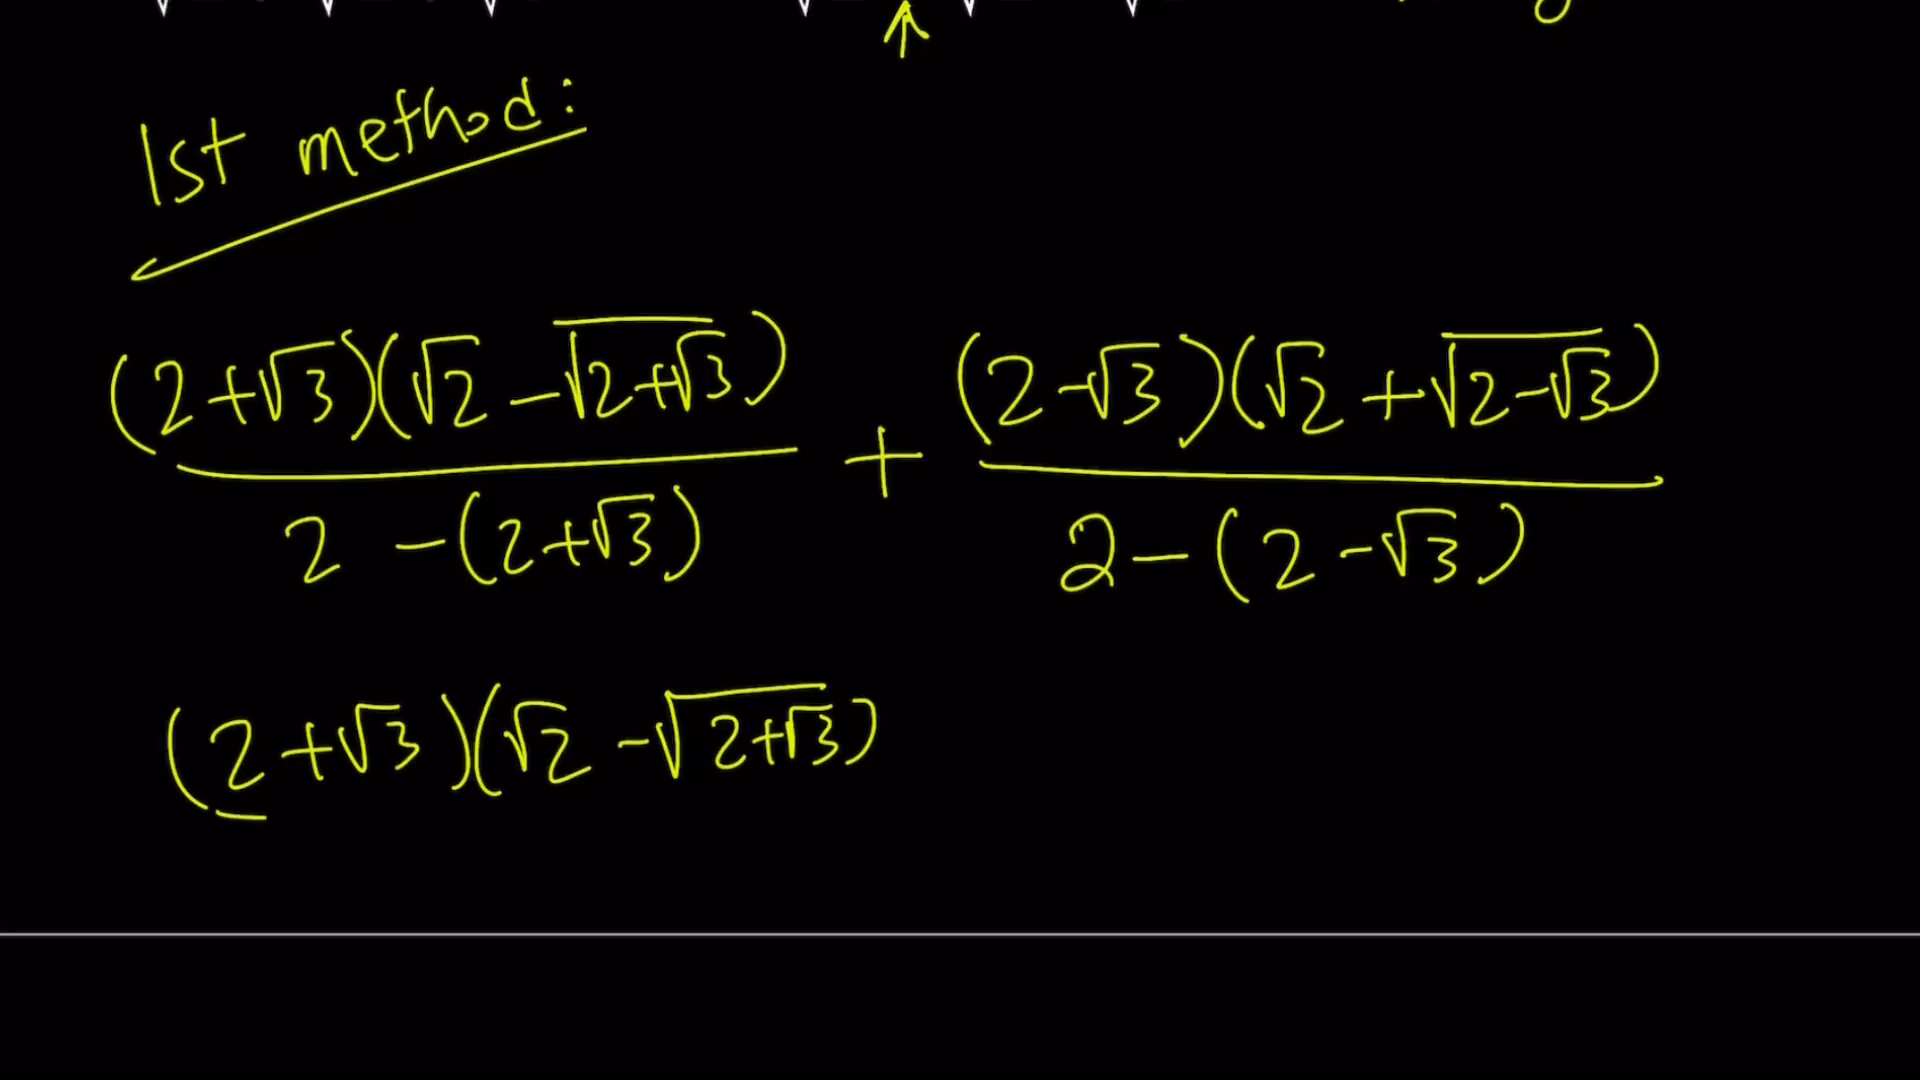 1st method:
(2+√3)(√2-√(2+√3))/(2-(2+√3)) + (2-√3)(√2+√(2-√3))/(2-(2-√3))
(2+√3)(√2-√(2+√3))